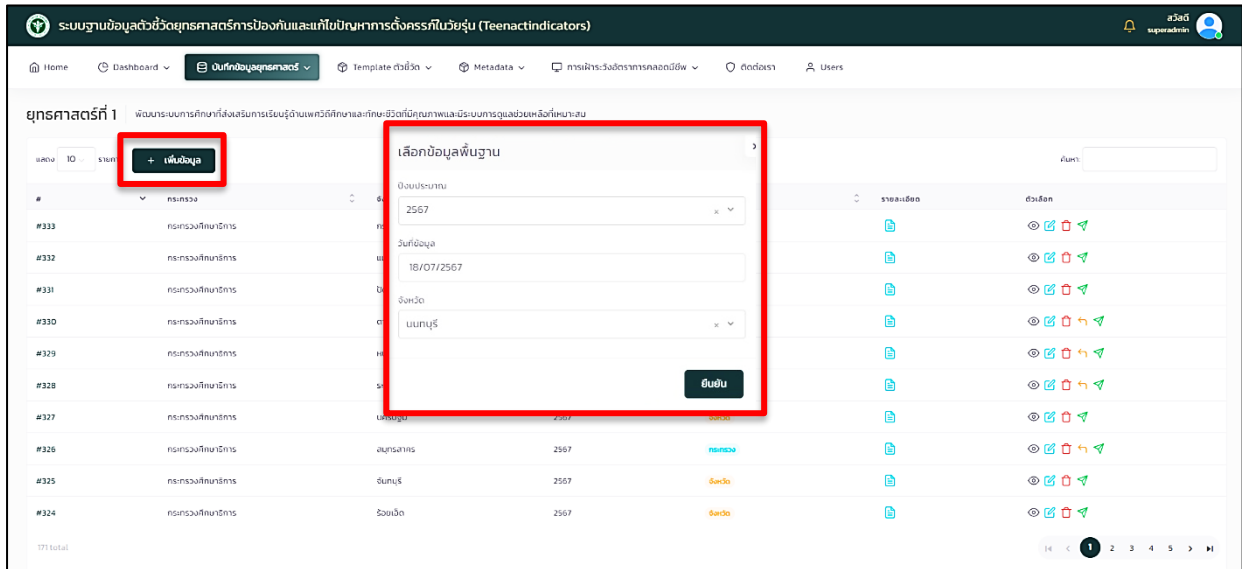 ระบบฐานข้อมูลตัวชี้วัดยุทธศาสตร์การป้องกันและแก้ไขปัญหาการตั้งครรภ์ในวัยรุ่น (Teenactindicators)
สวัสดี
superadmin
Home Dashboard บันทึกข้อมูลยุทธศาสตร์ Template ตัวชี้วัด Metadata การเฝ้าระวังอัตราการคลอดมีชีพ ติดต่อเรา Users
ยุทธศาสตร์ที่ 1 พัฒนาระบบการศึกษาที่ส่งเสริมการเรียนรู้ด้านเพศวิถีศึกษาและทักษะชีวิตที่มีคุณภาพและมีระบบการดูแลช่วยเหลือที่เหมาะสม
แสดง 10 + เพิ่มข้อมูล ค้นหา
เลือกข้อมูลพื้นฐาน
ปีงบประมาณ
2567
วันที่ข้อมูล
18/07/2567
จังหวัด
นนทบุรี
ยืนยัน
# กระทรวง รายละเอียด ตัวเลือก
#333 กระทรวงศึกษาธิการ
#332 กระทรวงศึกษาธิการ
#331 กระทรวงศึกษาธิการ
#330 กระทรวงศึกษาธิการ
#329 กระทรวงศึกษาธิการ
#328 กระทรวงศึกษาธิการ
#327 กระทรวงศึกษาธิการ นครปฐม 2567 จังหวัด
#326 กระทรวงศึกษาธิการ สมุทรสาคร 2567 กระทรวง
#325 กระทรวงศึกษาธิการ จันทบุรี 2567 จังหวัด
#324 กระทรวงศึกษาธิการ ร้อยเอ็ด 2567 จังหวัด
171 total 1 2 3 4 5